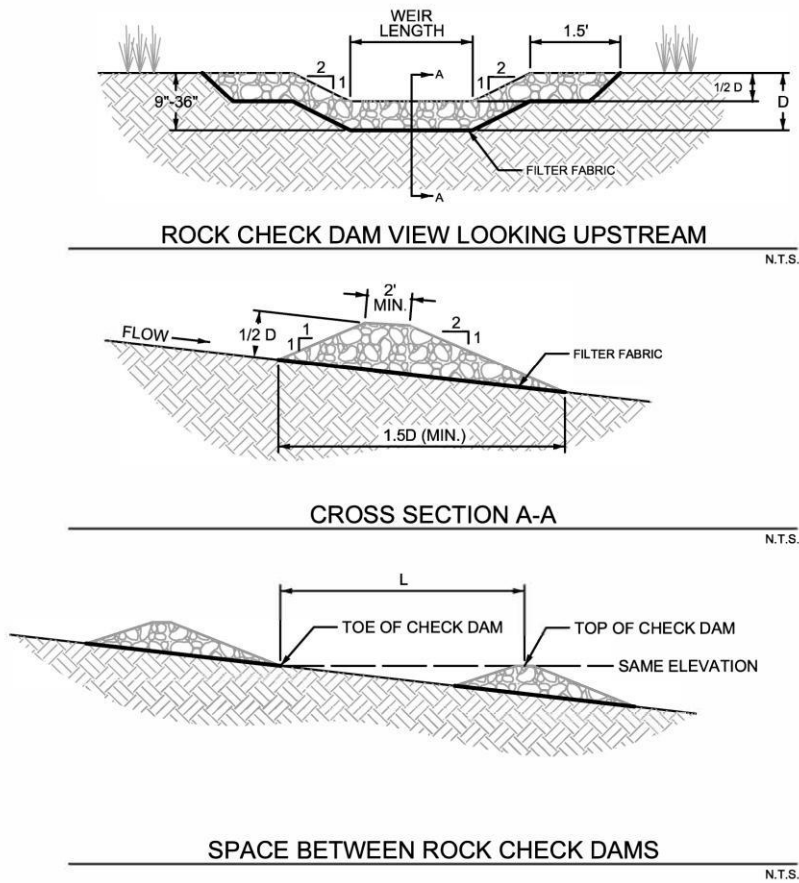 WEIR
LENGTH
1.5'
2
1
A
1
2
9"-36"
1/2 D
D
FILTER FABRIC
A
ROCK CHECK DAM VIEW LOOKING UPSTREAM
N.T.S.
2'
MIN.
FLOW
1/2 D
1
1
2
1
FILTER FABRIC
1.5D (MIN.)
CROSS SECTION A-A
N.T.S.
L
TOE OF CHECK DAM
TOP OF CHECK DAM
SAME ELEVATION
SPACE BETWEEN ROCK CHECK DAMS
N.T.S.